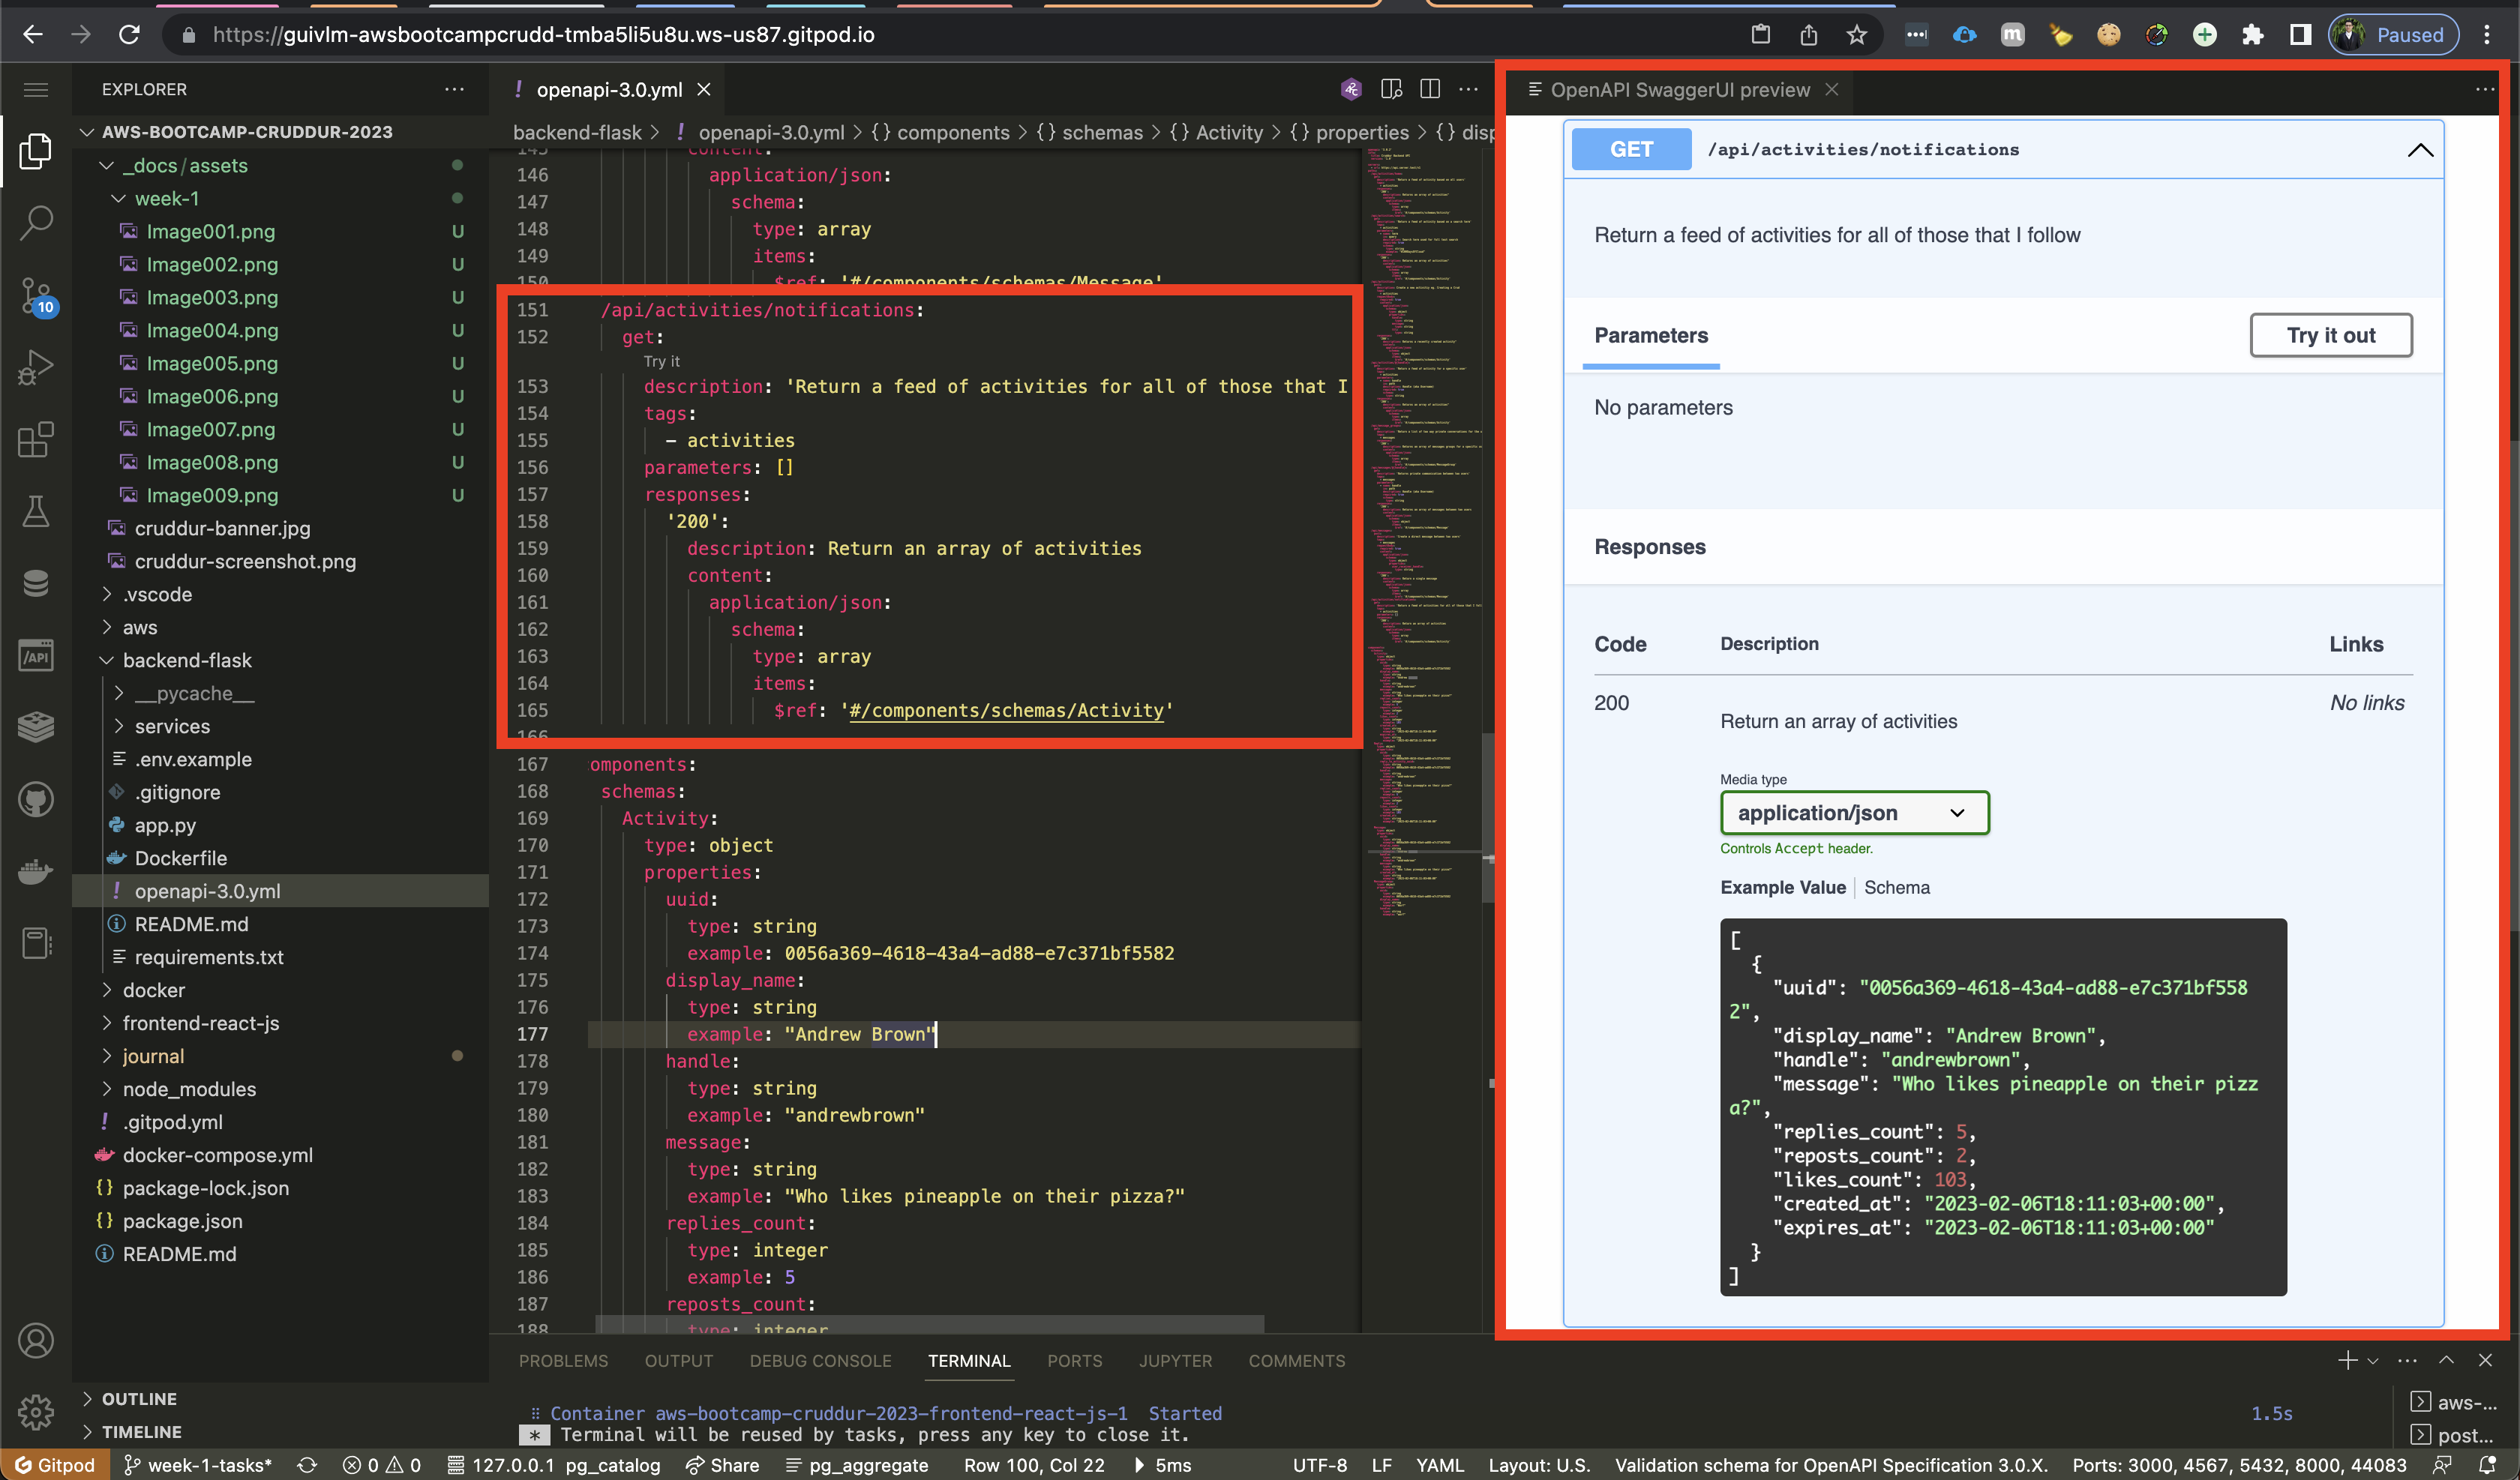 https://guivlm-awsbootcampcrudd-tmba5li5u8u.ws-us87.gitpod.io
Paused
EXPLORER
AWS-BOOTCAMP-CRUDDUR-2023
_docs/assets
week-1
Image001.png U
Image002.png U
Image003.png U
Image004.png U
Image005.png U
Image006.png U
Image007.png U
Image008.png U
Image009.png U
cruddur-banner.jpg
cruddur-screenshot.png
.vscode
aws
backend-flask
__pycache__
services
.env.example
.gitignore
app.py
Dockerfile
openapi-3.0.yml
README.md
requirements.txt
docker
frontend-react-js
journal
node_modules
.gitpod.yml
docker-compose.yml
package-lock.json
package.json
README.md
OUTLINE
TIMELINE
10
/API
! openapi-3.0.yml
backend-flask > ! openapi-3.0.yml > {} components > {} schemas > {} Activity > {} properties > {} disp
145 content:
146 application/json:
147 schema:
148 type: array
149 items:
150 $ref: '#/components/schemas/Message'
151 /api/activities/notifications:
152 get:
Try it
153 description: 'Return a feed of activities for all of those that I
154 tags:
155 - activities
156 parameters: []
157 responses:
158 '200':
159 description: Return an array of activities
160 content:
161 application/json:
162 schema:
163 type: array
164 items:
165 $ref: '#/components/schemas/Activity'
166
167 omponents:
168 schemas:
169 Activity:
170 type: object
171 properties:
172 uuid:
173 type: string
174 example: 0056a369-4618-43a4-ad88-e7c371bf5582
175 display_name:
176 type: string
177 example: "Andrew Brown"
178 handle:
179 type: string
180 example: "andrewbrown"
181 message:
182 type: string
183 example: "Who likes pineapple on their pizza?"
184 replies_count:
185 type: integer
186 example: 5
187 reposts_count:
188 type: integer
OpenAPI SwaggerUI preview
GET /api/activities/notifications
Return a feed of activities for all of those that I follow
Parameters Try it out
No parameters
Responses
Code Description Links
200 Return an array of activities No links
Media type
application/json
Controls Accept header.
Example Value | Schema
[
{
"uuid": "0056a369-4618-43a4-ad88-e7c371bf558
2",
"display_name": "Andrew Brown",
"handle": "andrewbrown",
"message": "Who likes pineapple on their pizz
a?",
"replies_count": 5,
"reposts_count": 2,
"likes_count": 103,
"created_at": "2023-02-06T18:11:03+00:00",
"expires_at": "2023-02-06T18:11:03+00:00"
}
]
PROBLEMS OUTPUT DEBUG CONSOLE TERMINAL PORTS JUPYTER COMMENTS
Container aws-bootcamp-cruddur-2023-frontend-react-js-1 Started 1.5s
* Terminal will be reused by tasks, press any key to close it.
aws-...
post...
Gitpod week-1-tasks* 0 0 127.0.0.1 pg_catalog Share pg_aggregate Row 100, Col 22 5ms UTF-8 LF YAML Layout: U.S. Validation schema for OpenAPI Specification 3.0.X. Ports: 3000, 4567, 5432, 8000, 44083